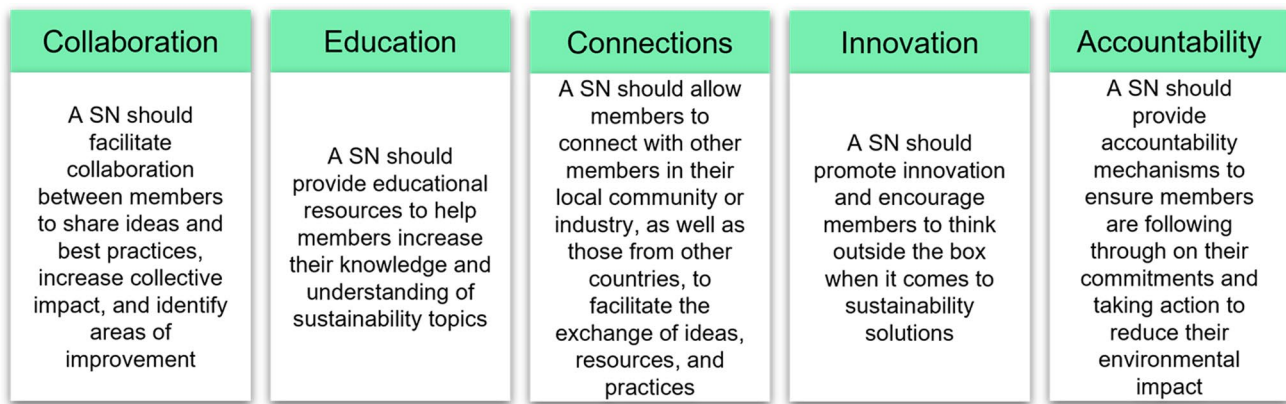 Collaboration
A SN should
facilitate
collaboration
between members
to share ideas and
best practices,
increase collective
impact, and identify
areas of
improvement
Education
A SN should
provide educational
resources to help
members increase
their knowledge and
understanding of
sustainability topics
Connections
A SN should allow
members to
connect with other
members in their
local community or
industry, as well as
those from other
countries, to
facilitate the
exchange of ideas,
resources, and
practices
Innovation
A SN should
promote innovation
and encourage
members to think
outside the box
when it comes to
sustainability
solutions
Accountability
A SN should
provide
accountability
mechanisms to
ensure members
are following
through on their
commitments and
taking action to
reduce their
environmental
impact